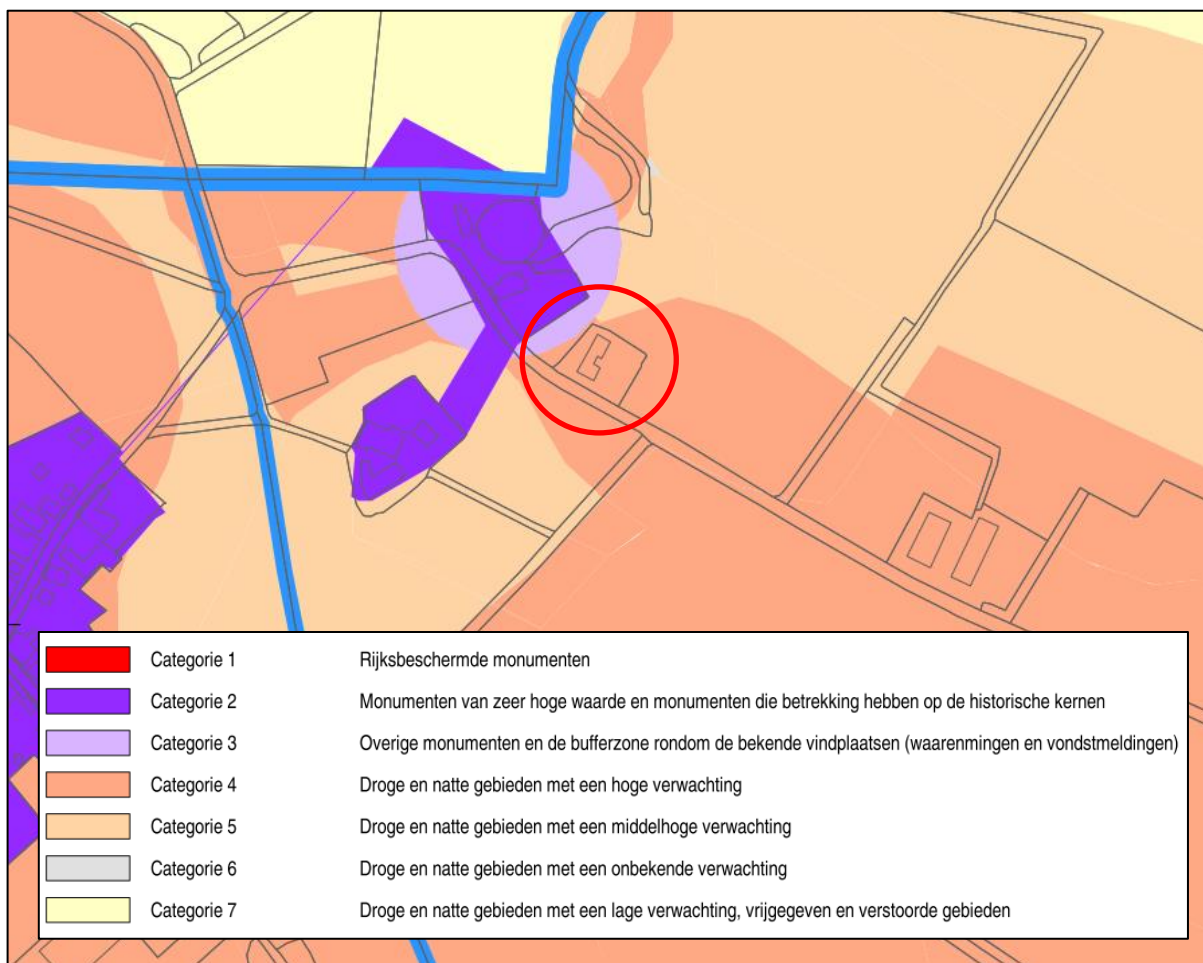 Categorie 1 Rijksbeschermde monumenten
Categorie 2 Monumenten van zeer hoge waarde en monumenten die betrekking hebben op de historische kernen
Categorie 3 Overige monumenten en de bufferzone rondom de bekende vindplaatsen (waarenmingen en vondstmeldingen)
Categorie 4 Droge en natte gebieden met een hoge verwachting
Categorie 5 Droge en natte gebieden met een middelhoge verwachting
Categorie 6 Droge en natte gebieden met een onbekende verwachting
Categorie 7 Droge en natte gebieden met een lage verwachting, vrijgegeven en verstoorde gebieden